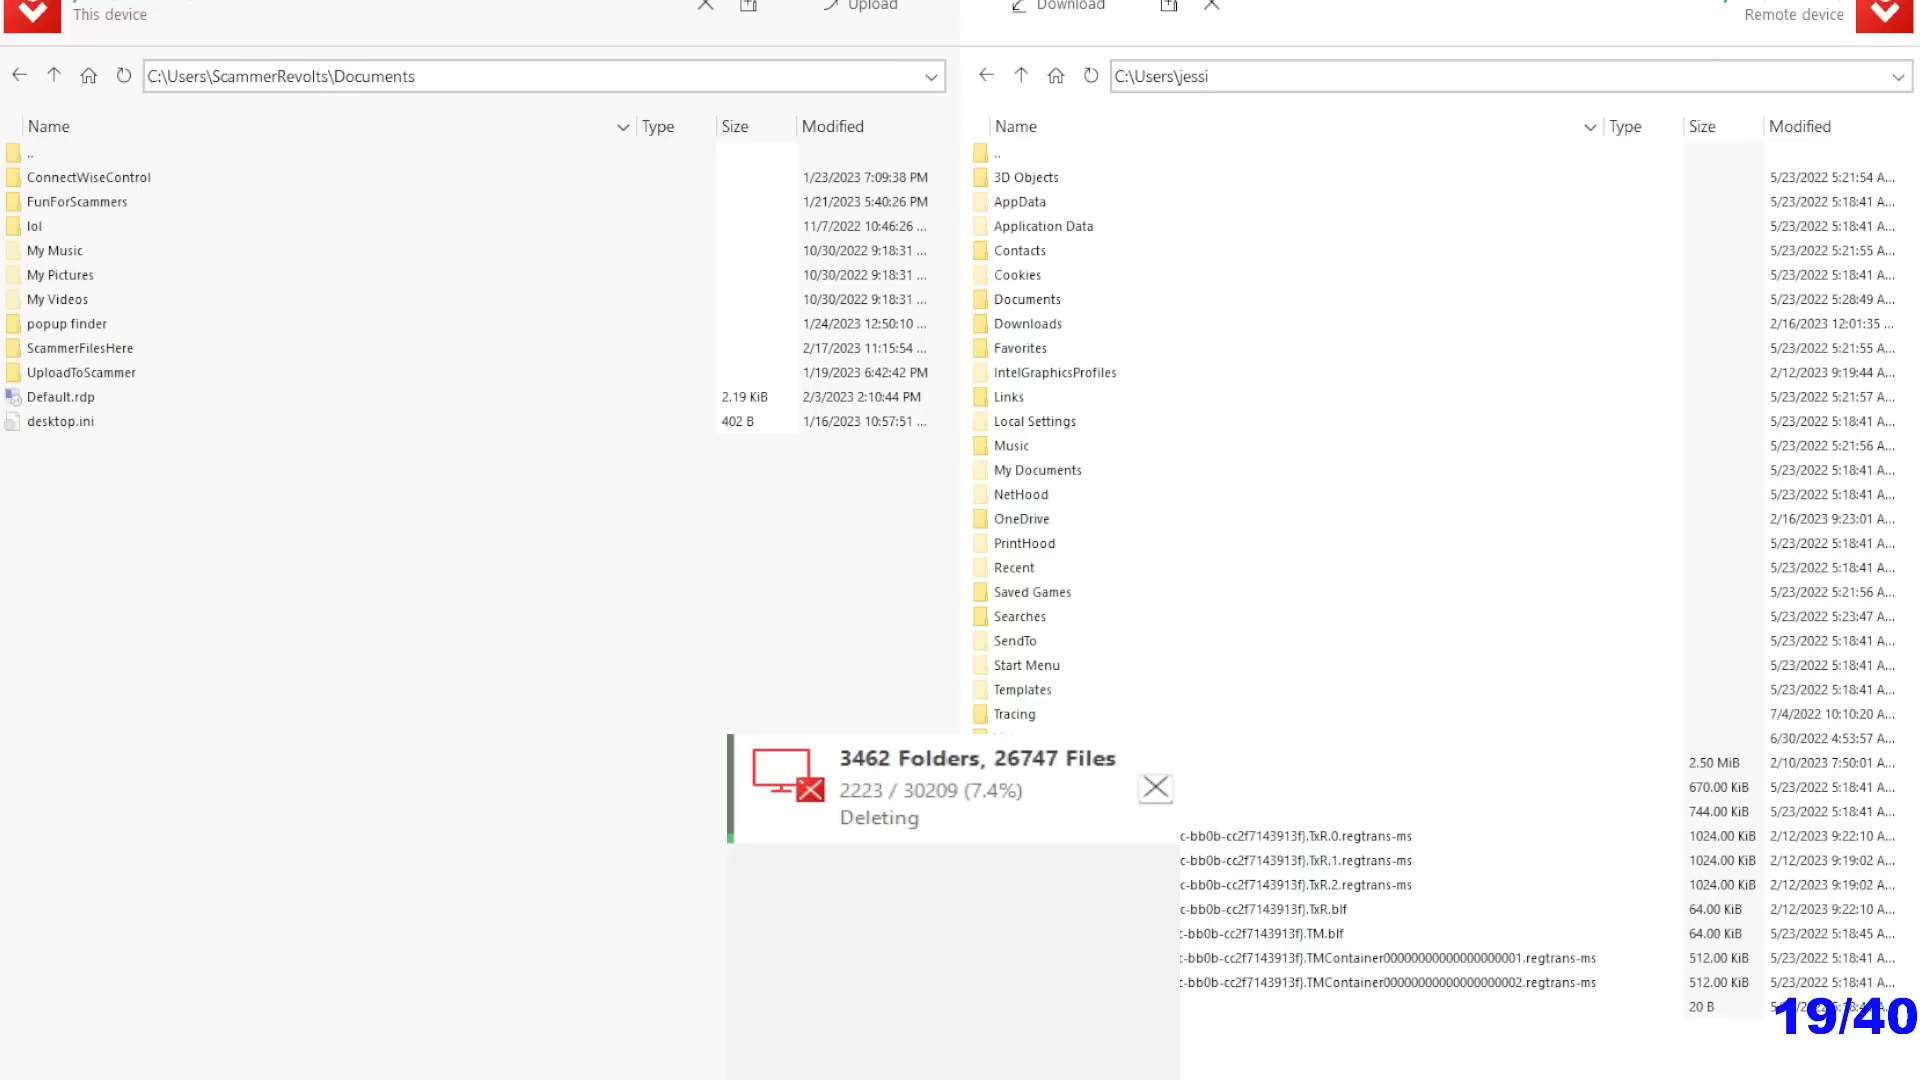 This device
Upload
Download
Remote device
C:\Users\ScammerRevolts\Documents
C:\Users\jessi
Name Type Size Modified
..
ConnectWiseControl 1/23/2023 7:09:38 PM
FunForScammers 1/21/2023 5:40:26 PM
lol 11/7/2022 10:46:26 ...
My Music 10/30/2022 9:18:31 ...
My Pictures 10/30/2022 9:18:31 ...
My Videos 10/30/2022 9:18:31 ...
popup finder 1/24/2023 12:50:10 ...
ScammerFilesHere 2/17/2023 11:15:54 ...
UploadToScammer 1/19/2023 6:42:42 PM
Default.rdp 2.19 KiB 2/3/2023 2:10:44 PM
desktop.ini 402 B 1/16/2023 10:57:51 ...
Name Type Size Modified
..
3D Objects 5/23/2022 5:21:54 A...
AppData 5/23/2022 5:18:41 A...
Application Data 5/23/2022 5:18:41 A...
Contacts 5/23/2022 5:21:55 A...
Cookies 5/23/2022 5:18:41 A...
Documents 5/23/2022 5:28:49 A...
Downloads 2/16/2023 12:01:35 ...
Favorites 5/23/2022 5:21:55 A...
IntelGraphicsProfiles 2/12/2023 9:19:44 A...
Links 5/23/2022 5:21:57 A...
Local Settings 5/23/2022 5:18:41 A...
Music 5/23/2022 5:21:56 A...
My Documents 5/23/2022 5:18:41 A...
NetHood 5/23/2022 5:18:41 A...
OneDrive 2/16/2023 9:23:01 A...
PrintHood 5/23/2022 5:18:41 A...
Recent 5/23/2022 5:18:41 A...
Saved Games 5/23/2022 5:21:56 A...
Searches 5/23/2022 5:23:47 A...
SendTo 5/23/2022 5:18:41 A...
Start Menu 5/23/2022 5:18:41 A...
Templates 5/23/2022 5:18:41 A...
Tracing 7/4/2022 10:10:20 A...
6/30/2022 4:53:57 A...
2.50 MiB 2/10/2023 7:50:01 A...
670.00 KiB 5/23/2022 5:18:41 A...
744.00 KiB 5/23/2022 5:18:41 A...
c-bb0b-cc2f7143913f}.TxR.0.regtrans-ms 1024.00 KiB 2/12/2023 9:22:10 A...
c-bb0b-cc2f7143913f}.TxR.1.regtrans-ms 1024.00 KiB 2/12/2023 9:19:02 A...
c-bb0b-cc2f7143913f}.TxR.2.regtrans-ms 1024.00 KiB 2/12/2023 9:19:02 A...
c-bb0b-cc2f7143913f}.TxR.blf 64.00 KiB 2/12/2023 9:22:10 A...
c-bb0b-cc2f7143913f}.TM.blf 64.00 KiB 5/23/2022 5:18:45 A...
c-bb0b-cc2f7143913f}.TMContainer00000000000000000001.regtrans-ms 512.00 KiB 5/23/2022 5:18:41 A...
c-bb0b-cc2f7143913f}.TMContainer00000000000000000002.regtrans-ms 512.00 KiB 5/23/2022 5:18:41 A...
20 B
3462 Folders, 26747 Files
2223 / 30209 (7.4%)
Deleting
19/40